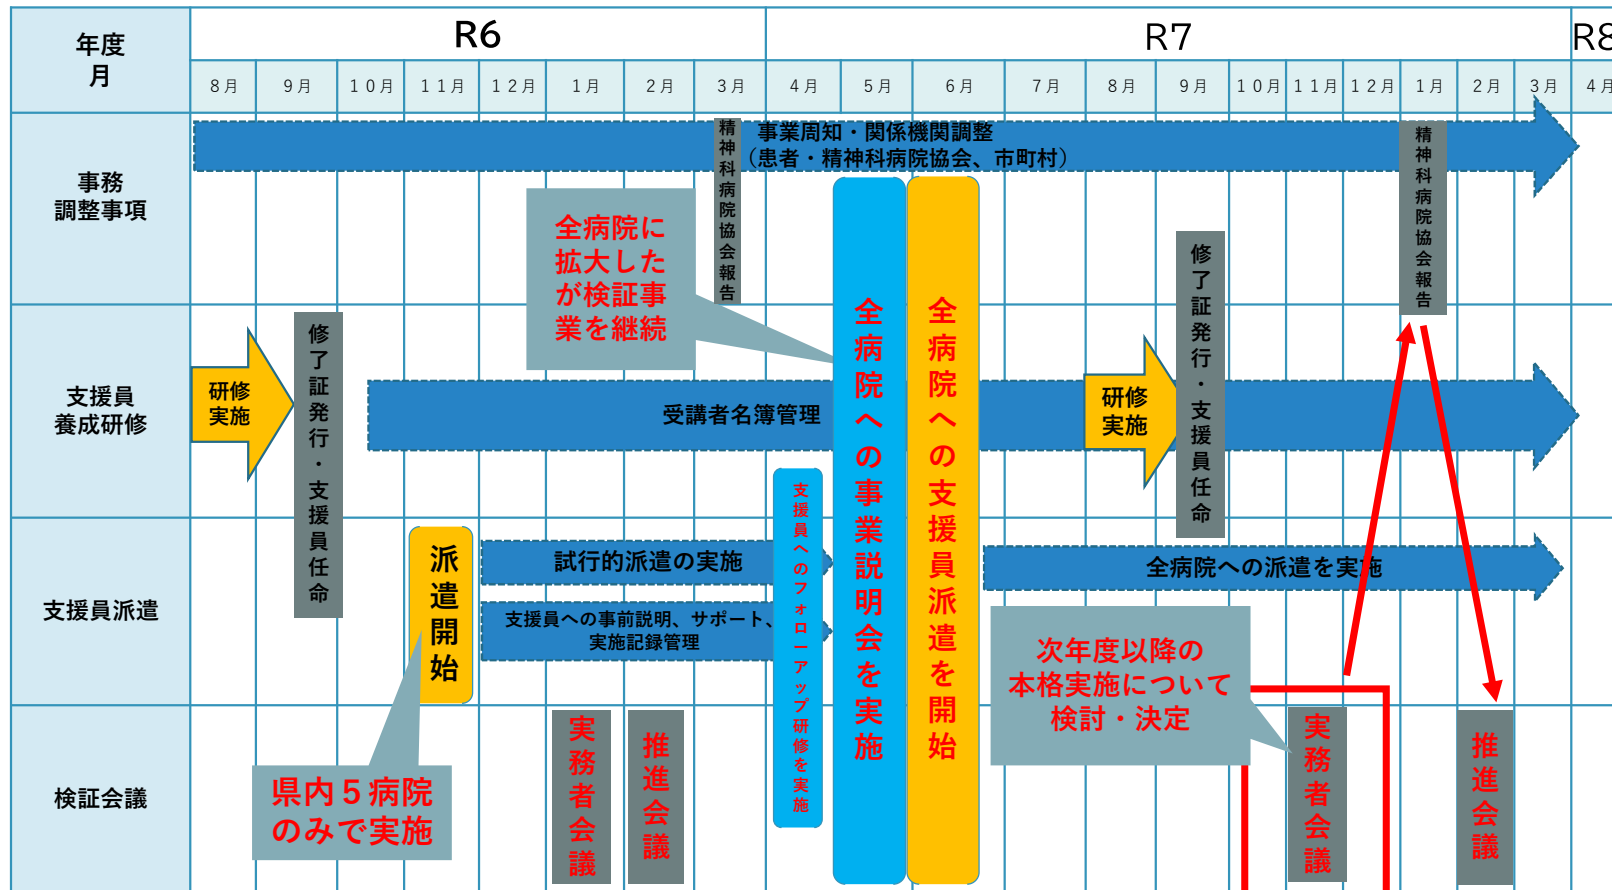 年度
月
R6
R7
R8
8月
9月
10月
11月
12月
1月
2月
3月
4月
5月
6月
7月
8月
9月
10月
11月
12月
1月
2月
3月
4月
事務
調整事項
事業周知・関係機関調整
(患者・精神科病院協会、市町村)
精神科病院協会報告
精神科病院協会報告
全病院に
拡大した
が検証事
業を継続
支援員
養成研修
研修
実施
修了証発行・支援員任命
受講者名簿管理
研修
実施
修了証発行・支援員任命
全病院への事業説明会を実施
全病院への支援員派遣を開始
支援員派遣
派遣開始
試行的派遣の実施
支援員への事前説明、サポート、
実施記録管理
支援員へのフォローアップ研修を実施
全病院への派遣を実施
次年度以降の
本格実施について
検討・決定
検証会議
県内5病院
のみで実施
実務者会議
推進会議
実務者会議
推進会議